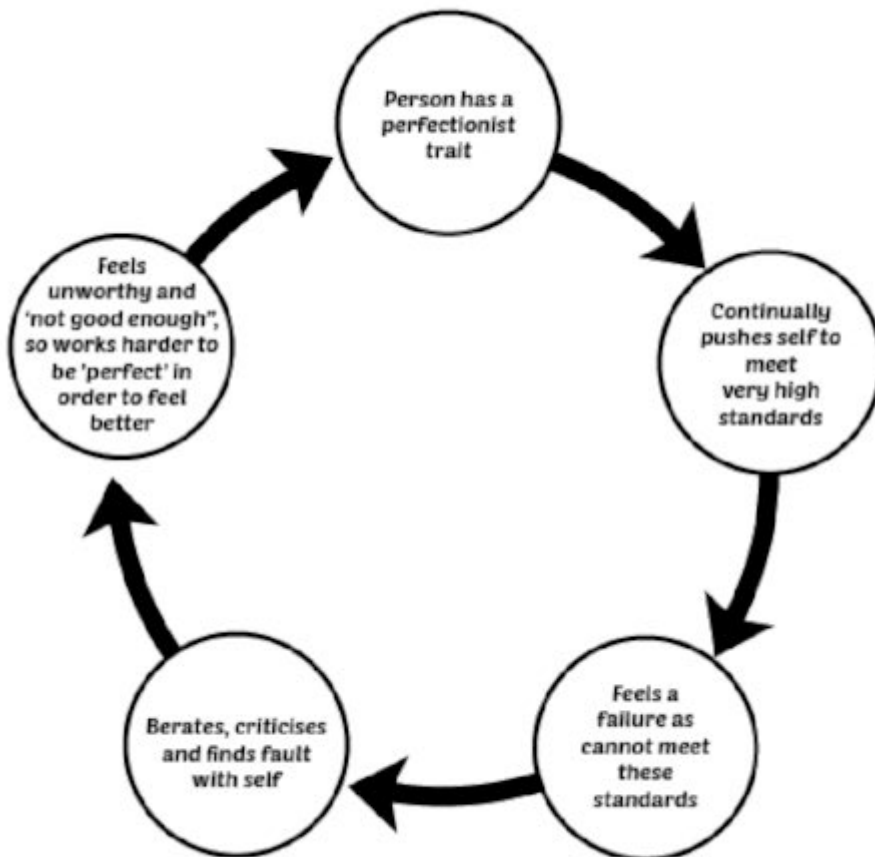 Person has a
perfectionist
trait
Continually
pushes self to
meet
very high
standards
Feels a
failure as
cannot meet
these
standards
Berates, criticises
and finds fault
with self
Feels
unworthy and
'not good enough",
so works harder to
be 'perfect' in
order to feel
better